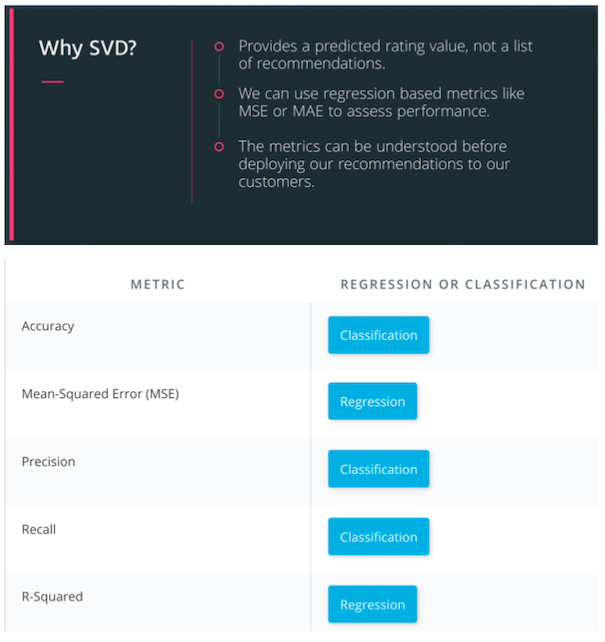 Why SVD?
Provides a predicted rating value, not a list
of recommendations.
We can use regression based metrics like
MSE or MAE to assess performance.
The metrics can be understood before
deploying our recommendations to our
customers.
METRIC REGRESSION OR CLASSIFICATION
Accuracy Classification
Mean-Squared Error (MSE) Regression
Precision Classification
Recall Classification
R-Squared Regression